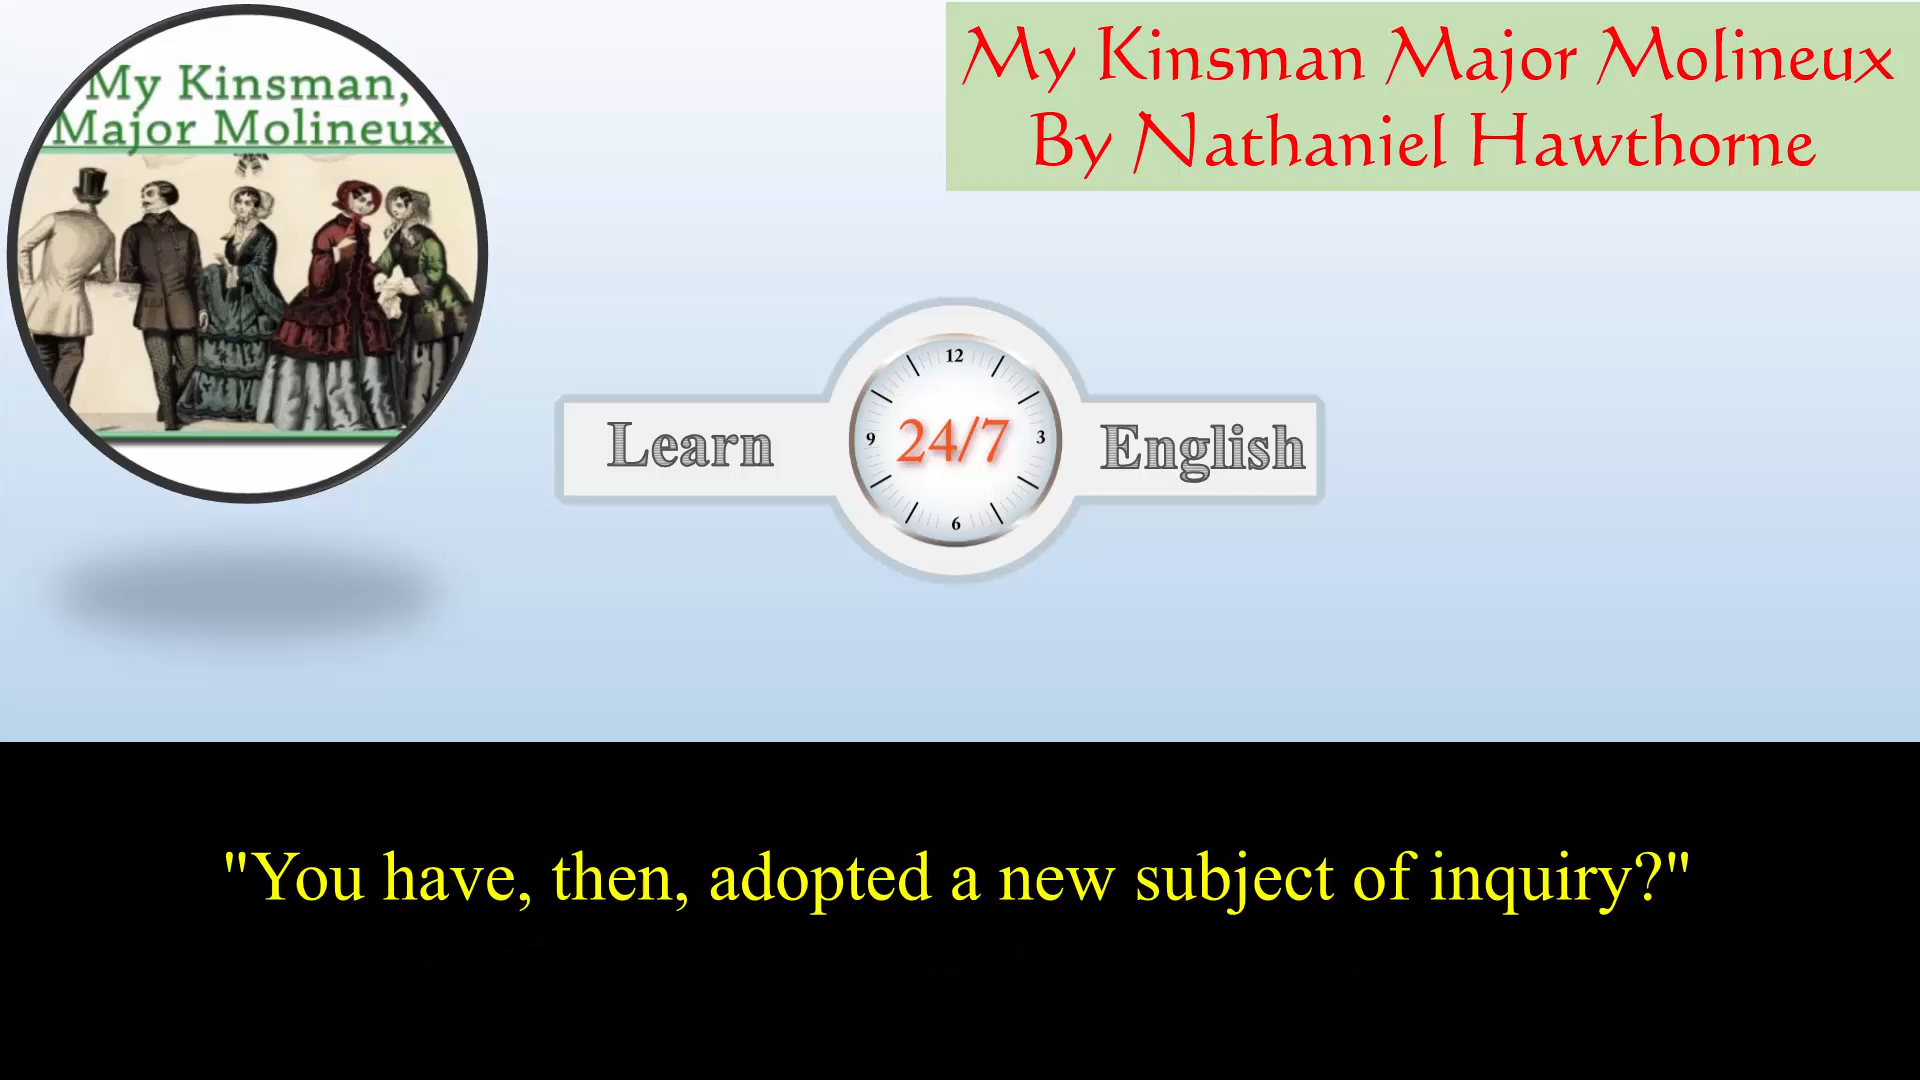 My Kinsman,
Major Molineux
My Kinsman Major Molineux
By Nathaniel Hawthorne
12
Learn
9
24/7
3
English
6
"You have, then, adopted a new subject of inquiry?"